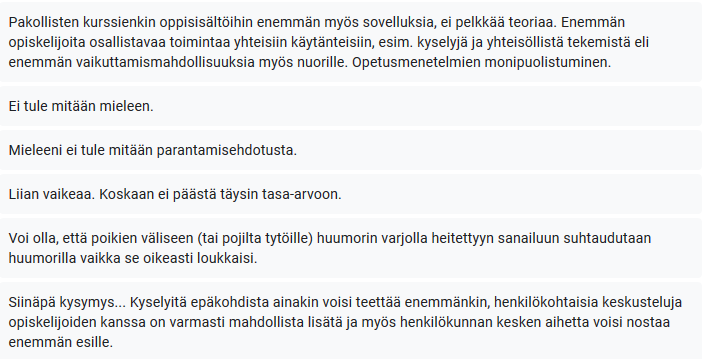 Pakollisten kurssienkin oppisisältöihin enemmän myös sovelluksia, ei pelkkää teoriaa. Enemmän
opiskelijoita osallistavaa toimintaa yhteisiin käytänteisiin, esim. kyselyjä ja yhteisöllistä tekemistä eli
enemmän vaikuttamismahdollisuuksia myös nuorille. Opetusmenetelmien monipuolistuminen.
Ei tule mitään mieleen.
Mieleeni ei tule mitään parantamisehdotusta.
Liian vaikeaa. Koskaan ei päästä täysin tasa-arvoon.
Voi olla, että poikien väliseen (tai pojilta tytöille) huumorin varjolla heitettyyn sanailuun suhtaudutaan
huumorilla vaikka se oikeasti loukkaisi.
Siinäpä kysymys... Kyselyitä epäkohdista ainakin voisi teettää enemmänkin, henkilökohtaisia keskusteluja
opiskelijoiden kanssa on varmasti mahdollista lisätä ja myös henkilökunnan kesken aihetta voisi nostaa
enemmän esille.